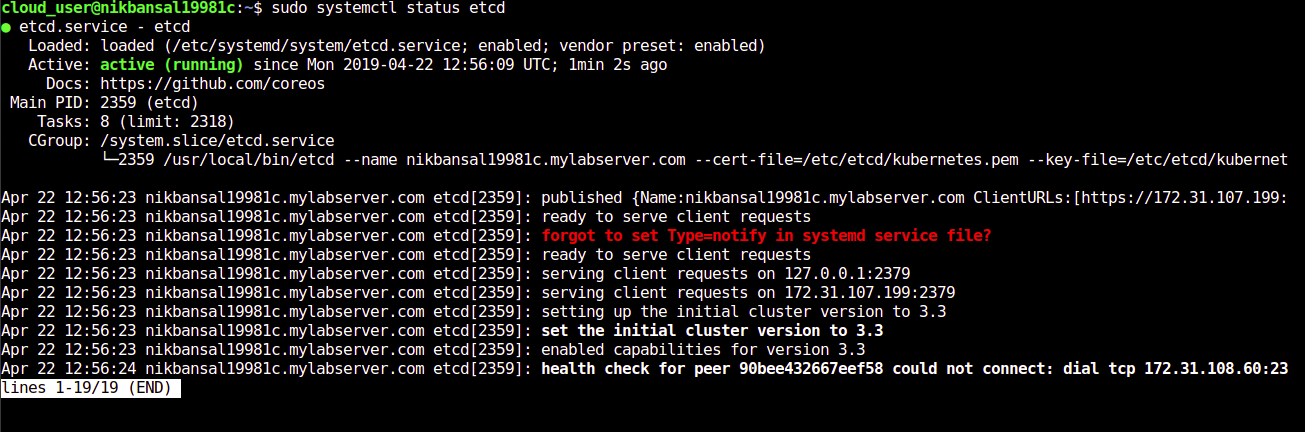 cloud_user@nikbansal19981c:~$ sudo systemctl status etcd
● etcd.service - etcd
   Loaded: loaded (/etc/systemd/system/etcd.service; enabled; vendor preset: enabled)
   Active: active (running) since Mon 2019-04-22 12:56:09 UTC; 1min 2s ago
     Docs: https://github.com/coreos
 Main PID: 2359 (etcd)
    Tasks: 8 (limit: 2318)
   CGroup: /system.slice/etcd.service
           └─2359 /usr/local/bin/etcd --name nikbansal19981c.mylabserver.com --cert-file=/etc/etcd/kubernetes.pem --key-file=/etc/etcd/kubernet
Apr 22 12:56:23 nikbansal19981c.mylabserver.com etcd[2359]: published {Name:nikbansal19981c.mylabserver.com ClientURLs:[https://172.31.107.199:
Apr 22 12:56:23 nikbansal19981c.mylabserver.com etcd[2359]: ready to serve client requests
Apr 22 12:56:23 nikbansal19981c.mylabserver.com etcd[2359]: forgot to set Type=notify in systemd service file?
Apr 22 12:56:23 nikbansal19981c.mylabserver.com etcd[2359]: ready to serve client requests
Apr 22 12:56:23 nikbansal19981c.mylabserver.com etcd[2359]: serving client requests on 127.0.0.1:2379
Apr 22 12:56:23 nikbansal19981c.mylabserver.com etcd[2359]: serving client requests on 172.31.107.199:2379
Apr 22 12:56:23 nikbansal19981c.mylabserver.com etcd[2359]: setting up the initial cluster version to 3.3
Apr 22 12:56:23 nikbansal19981c.mylabserver.com etcd[2359]: set the initial cluster version to 3.3
Apr 22 12:56:23 nikbansal19981c.mylabserver.com etcd[2359]: enabled capabilities for version 3.3
Apr 22 12:56:24 nikbansal19981c.mylabserver.com etcd[2359]: health check for peer 90bee432667eef58 could not connect: dial tcp 172.31.108.60:23
lines 1-19/19 (END)